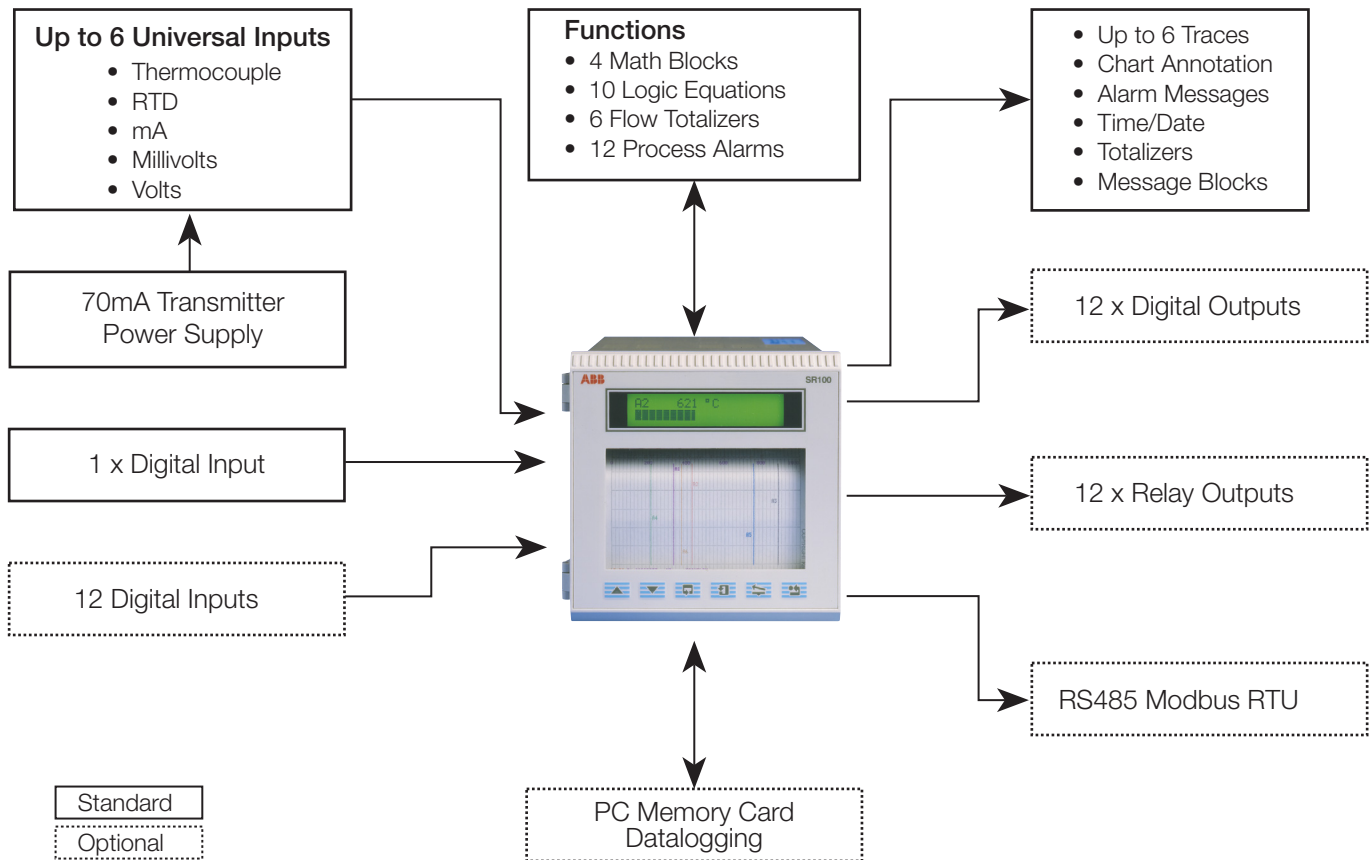 Up to 6 Universal Inputs
• Thermocouple
• RTD
• mA
• Millivolts
• Volts
Functions
• 4 Math Blocks
• 10 Logic Equations
• 6 Flow Totalizers
• 12 Process Alarms
• Up to 6 Traces
• Chart Annotation
• Alarm Messages
• Time/Date
• Totalizers
• Message Blocks
70mA Transmitter
Power Supply
12 x Digital Outputs
ABB
SR100
A2 621 °C
1 x Digital Input
12 x Relay Outputs
12 Digital Inputs
RS485 Modbus RTU
Standard
Optional
PC Memory Card
Datalogging